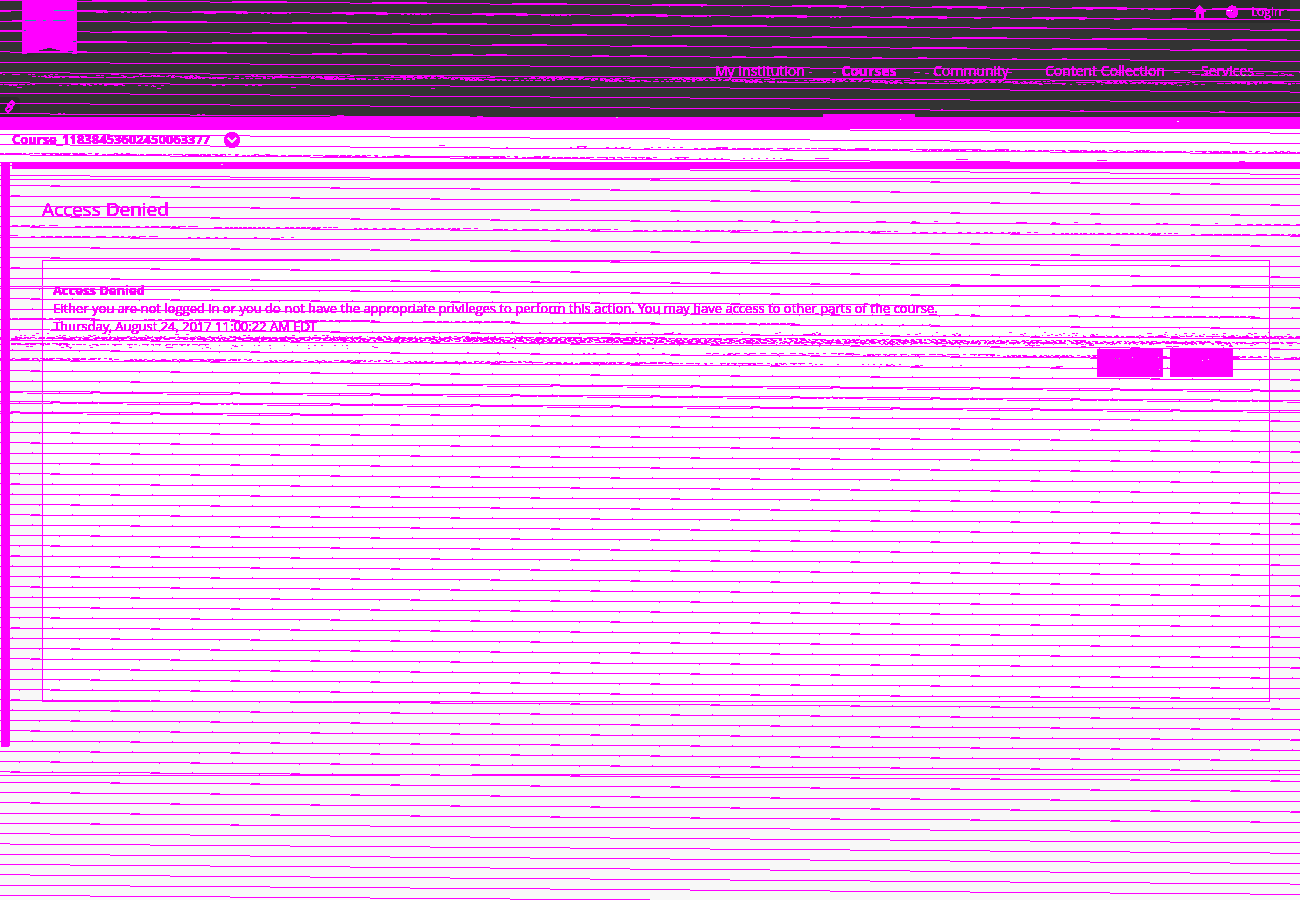 Login
My Institution Courses Community Content Collection Services
Course_11838453602450063377
Access Denied
Access Denied
Either you are not logged in or you do not have the appropriate privileges to perform this action. You may have access to other parts of the course.
Thursday, August 24, 2017 11:00:22 AM EDT